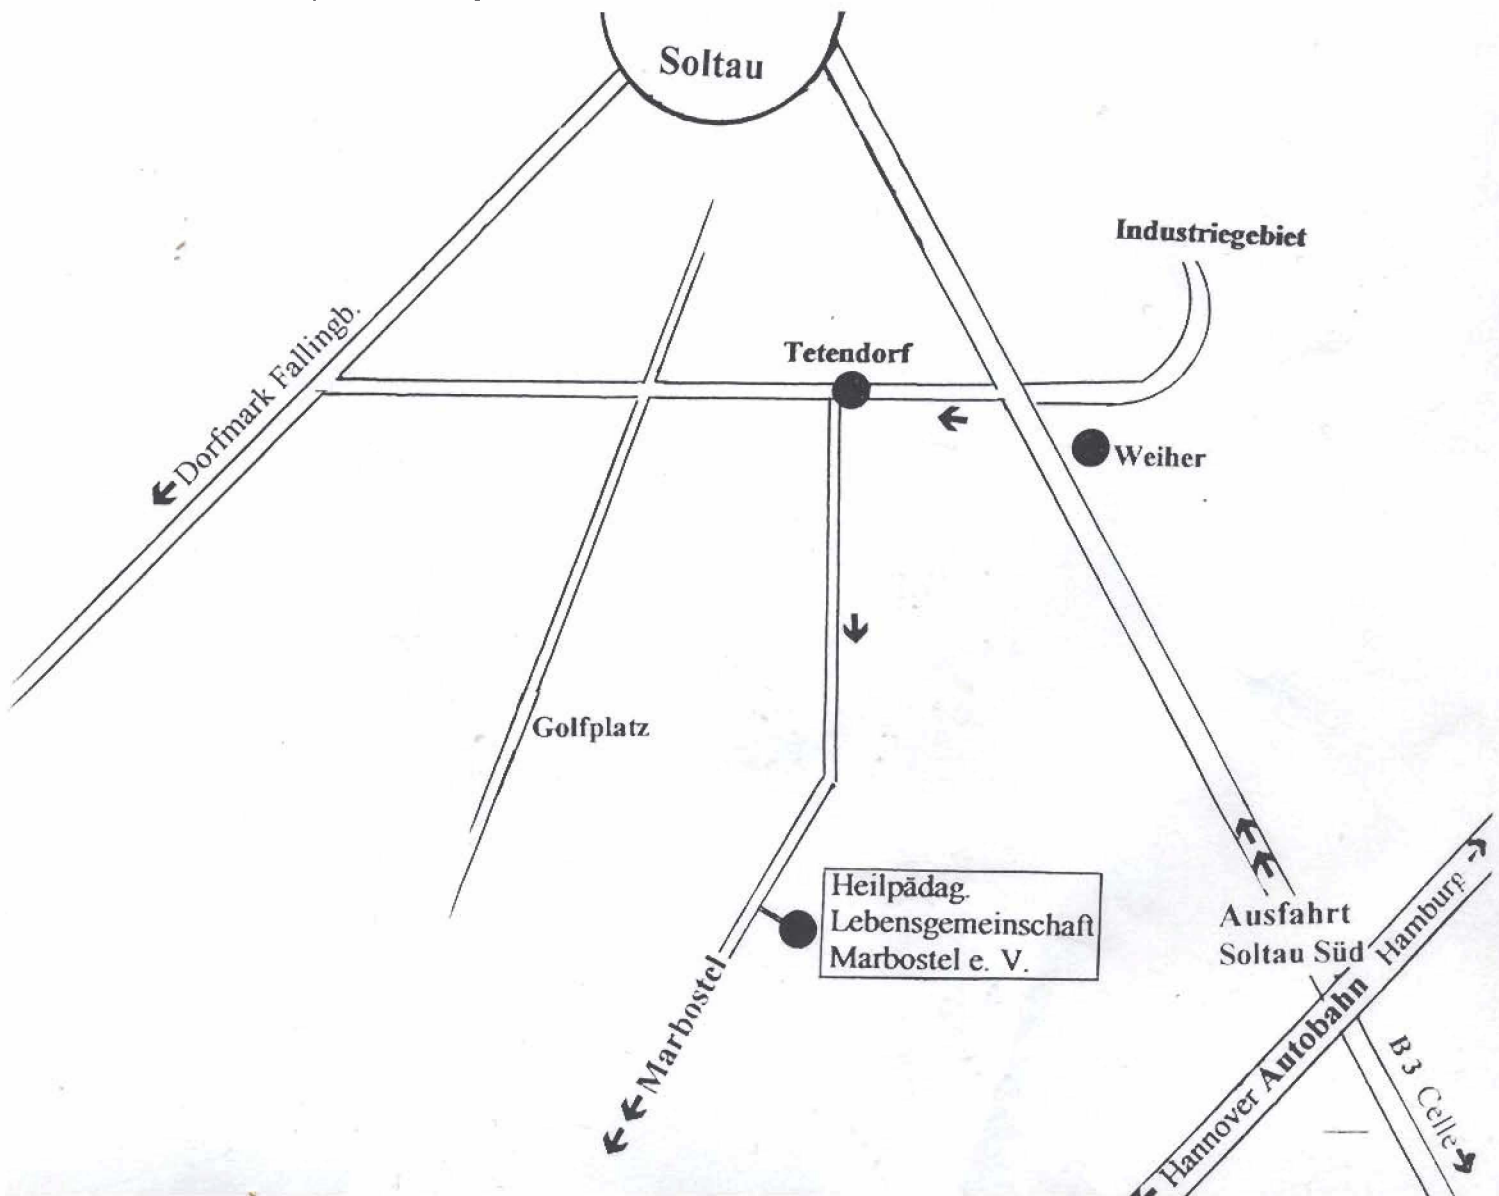 Soltau
Industriegebiet
Dorfmark Fallingb.
Tetendorf
Weiher
Golfplatz
Heilpädag.
Lebensgemeinschaft
Marbostel e. V.
Ausfahrt
Soltau Süd
Marbostel
Hannover Autobahn Hamburg
B 3 Celle